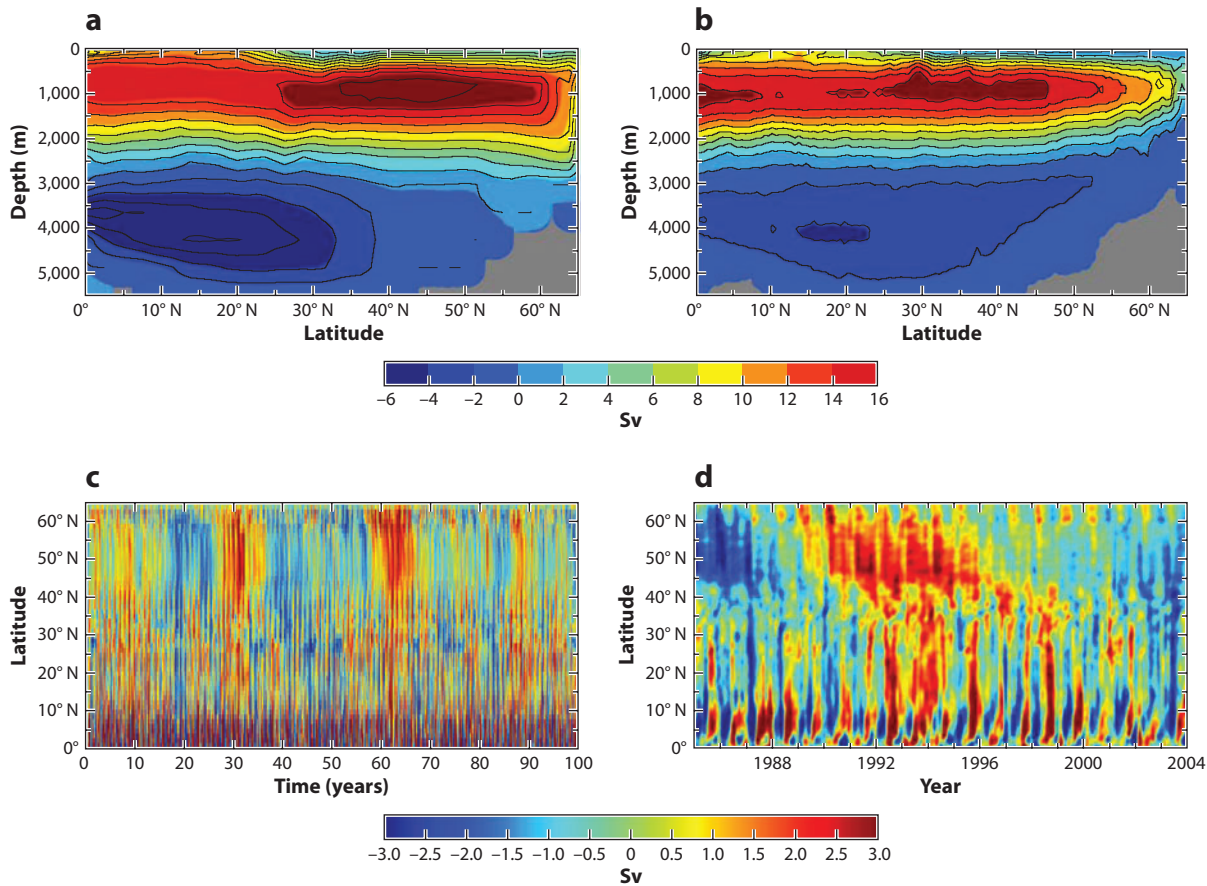 a
b
0
1,000
2,000
3,000
4,000
5,000
Depth (m)
0°
10° N
20° N
30° N
40° N
50° N
60° N
Latitude
0
1,000
2,000
3,000
4,000
5,000
Depth (m)
0°
10° N
20° N
30° N
40° N
50° N
60° N
Latitude
–6 –4 –2 0 2 4 6 8 10 12 14 16
Sv
c
d
60° N
50° N
40° N
30° N
20° N
10° N
0°
Latitude
0 10 20 30 40 50 60 70 80 90 100
Time (years)
60° N
50° N
40° N
30° N
20° N
10° N
0°
Latitude
1988 1992 1996 2000 2004
Year
–3.0 –2.5 –2.0 –1.5 –1.0 –0.5 0 0.5 1.0 1.5 2.0 2.5 3.0
Sv